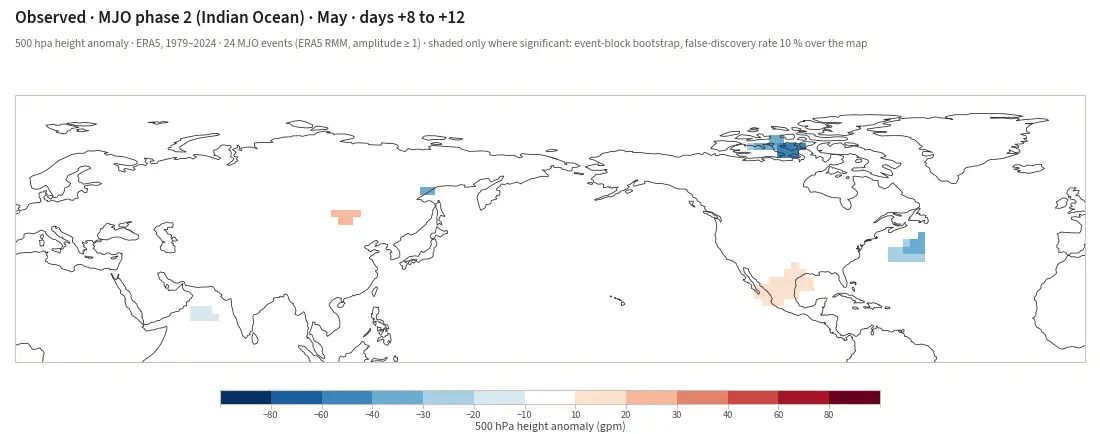 Observed · MJO phase 2 (Indian Ocean) · May · days +8 to +12
500 hpa height anomaly · ERA5, 1979–2024 · 24 MJO events (ERA5 RMM, amplitude ≥ 1) · shaded only where significant: event-block bootstrap, false-discovery rate 10 % over the map
−80 −60 −40 −30 −20 −10 10 20 30 40 60 80
500 hPa height anomaly (gpm)